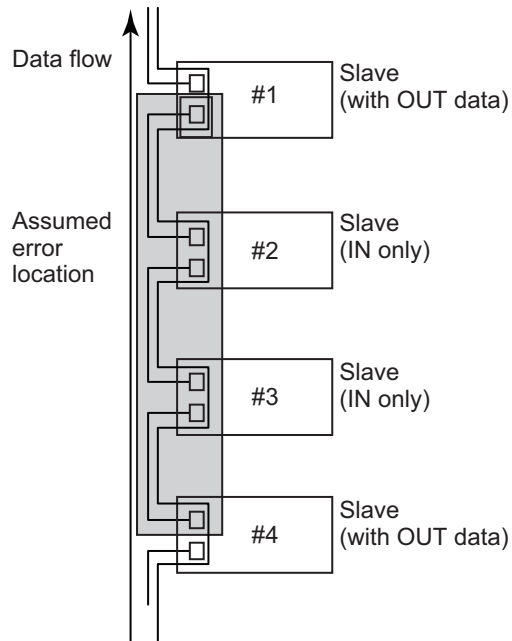 Data flow
#1
Slave
(with OUT data)
Assumed
error
location
#2
Slave
(IN only)
#3
Slave
(IN only)
#4
Slave
(with OUT data)